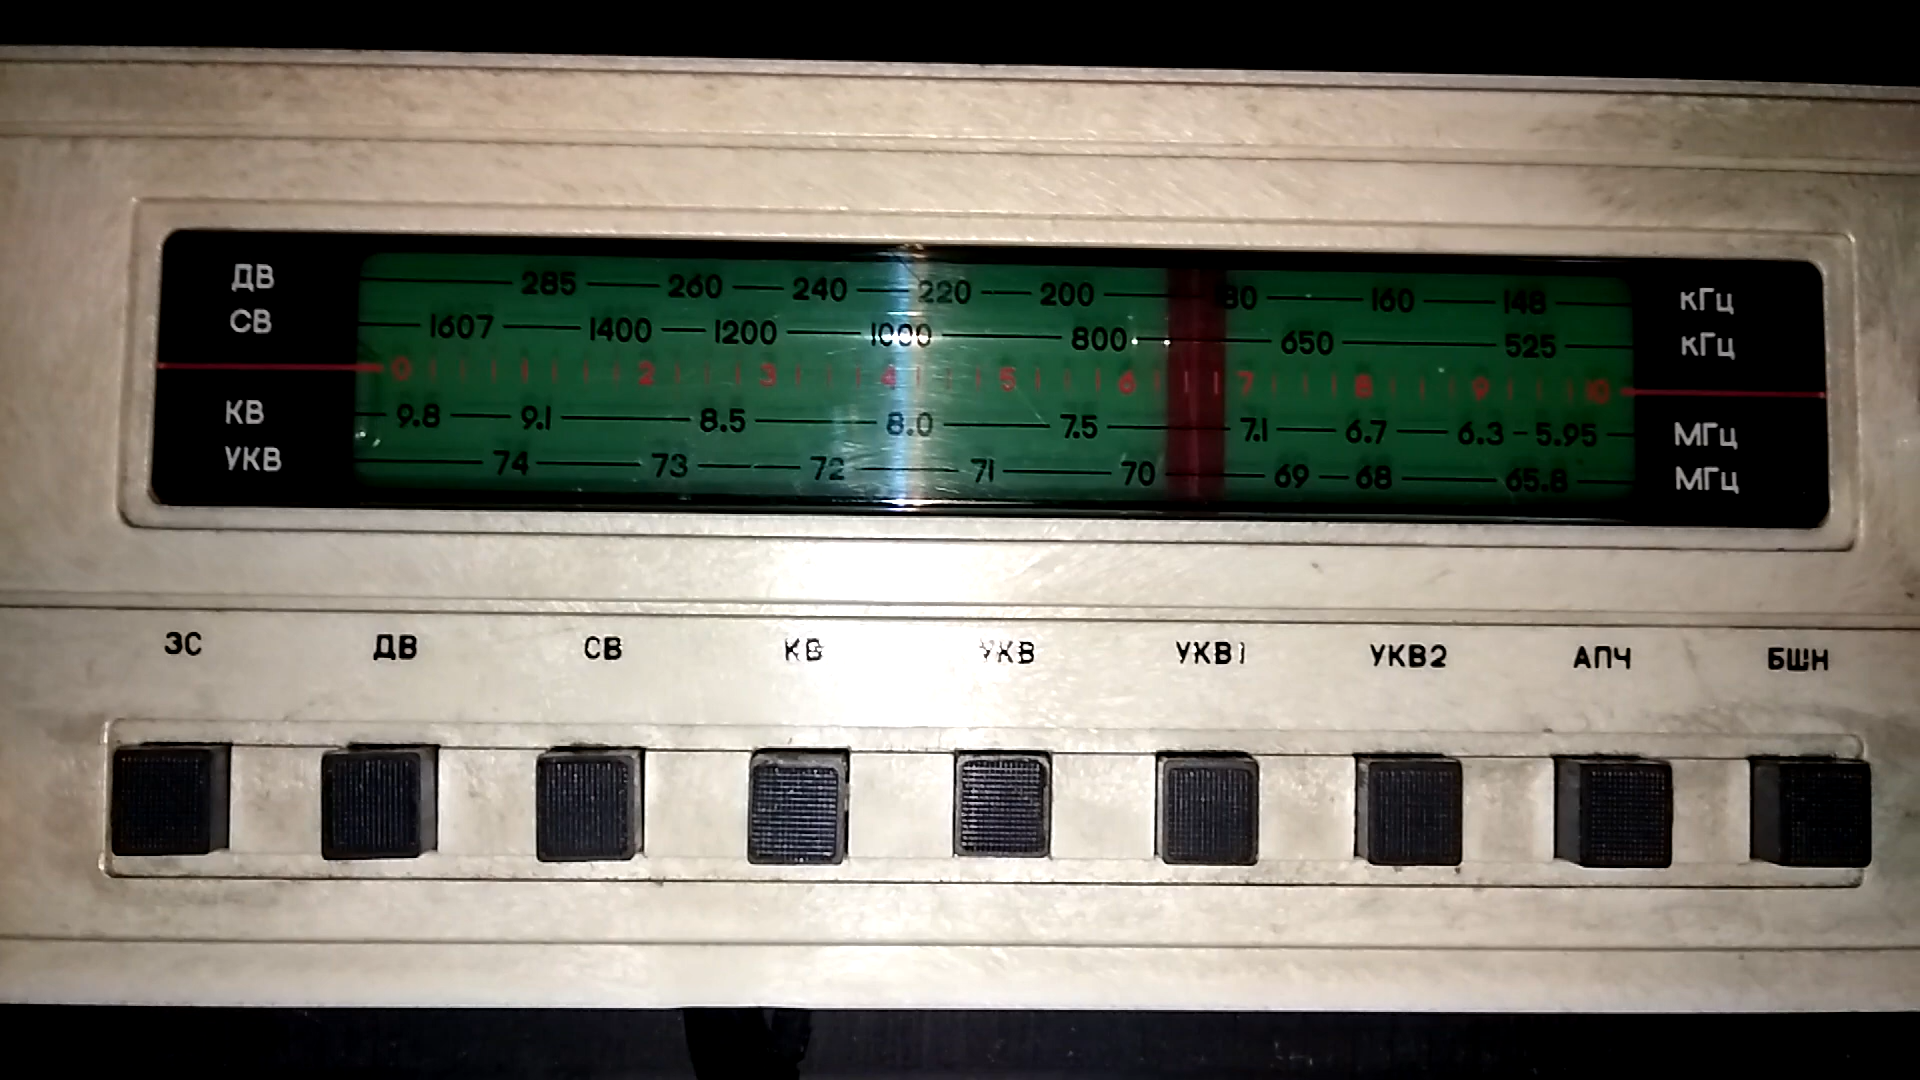 ДВ 285 260 240 220 200 80 160 148 кГц
СВ 1607 1400 1200 1000 800 650 525 кГц
0 1 2 3 4 5 6 7 8 9 10
КВ 9.8 9.1 8.5 8.0 7.5 7.1 6.7 6.3 5.95 МГц
УКВ 74 73 72 71 70 69 68 65.8 МГц
ЗС ДВ СВ КВ УКВ УКВ1 УКВ2 АПЧ БШН